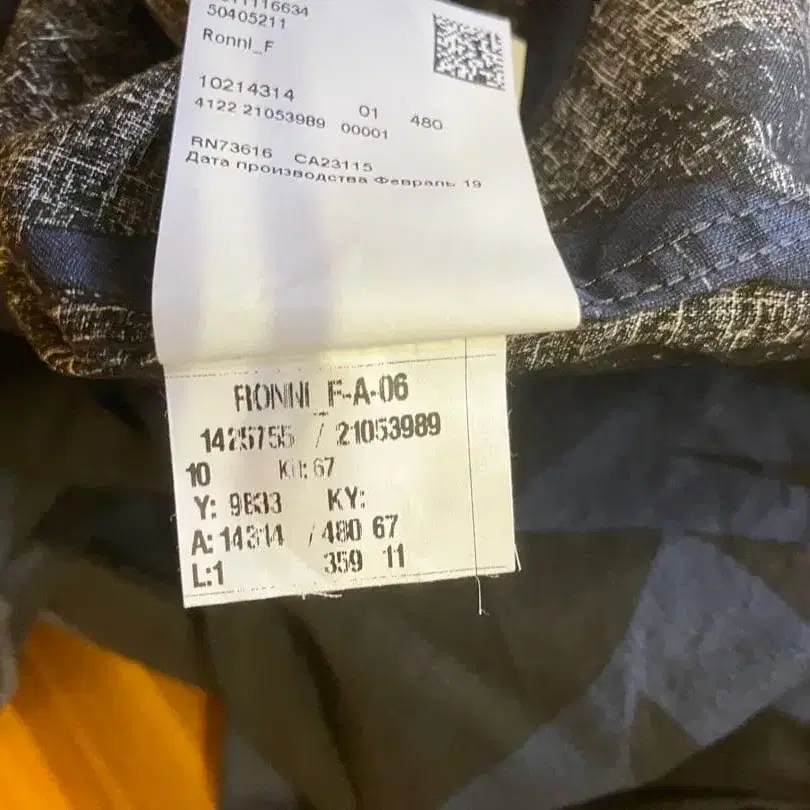 50405211
Ronni_F
10214314 01 480
4122 21053989 00001
RN73616 CA23115
Дата производства Февраль 19
RONNI_F-A-06
1425755 / 21053989
10 67
Y: 9833 KY:
A: 14314 / 480 67
L:1 359 11